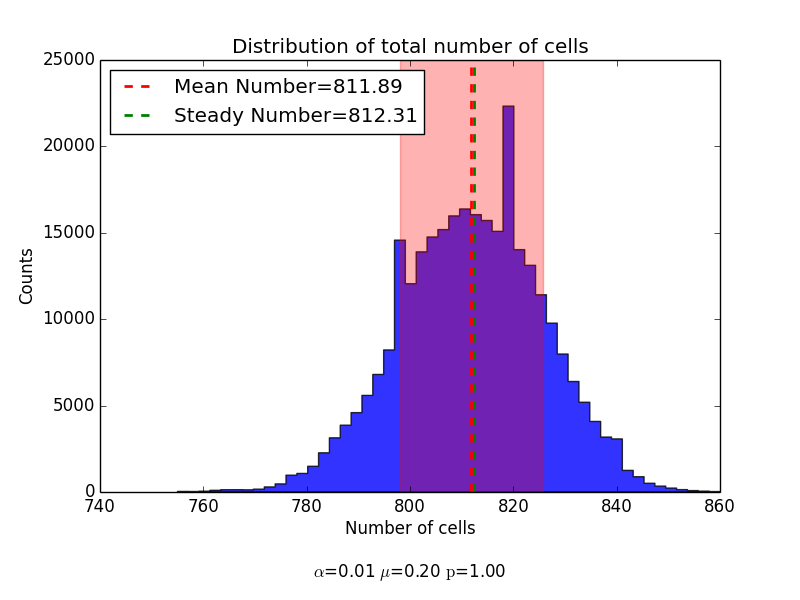 Distribution of total number of cells
25000
20000
15000
10000
5000
0
Counts
Mean Number=811.89
Steady Number=812.31
740 760 780 800 820 840 860
Number of cells
α=0.01 μ=0.20 p=1.00